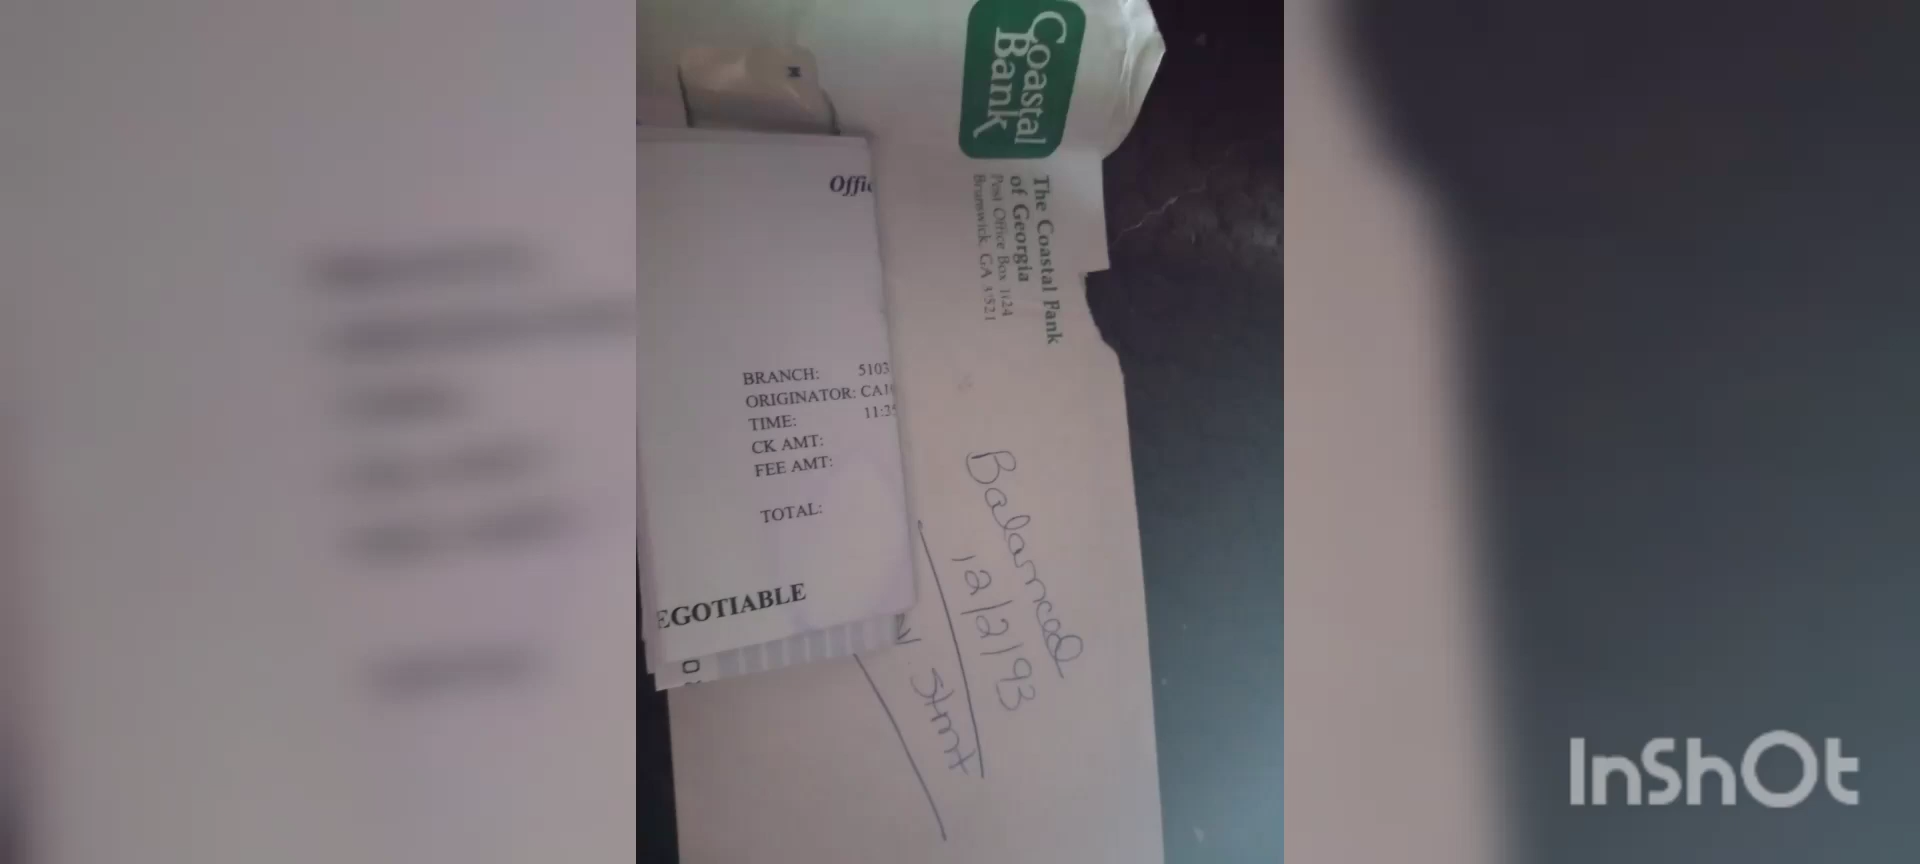 Coastal
Bank
The Coastal Bank
of Georgia
Post Office Box 1124
Brunswick, GA
Offic
BRANCH: 5103
ORIGINATOR: CA1
TIME: 11:3
CK AMT:
FEE AMT:
TOTAL:
EGOTIABLE
Balanced
12/2/93
Stmt
InShOt